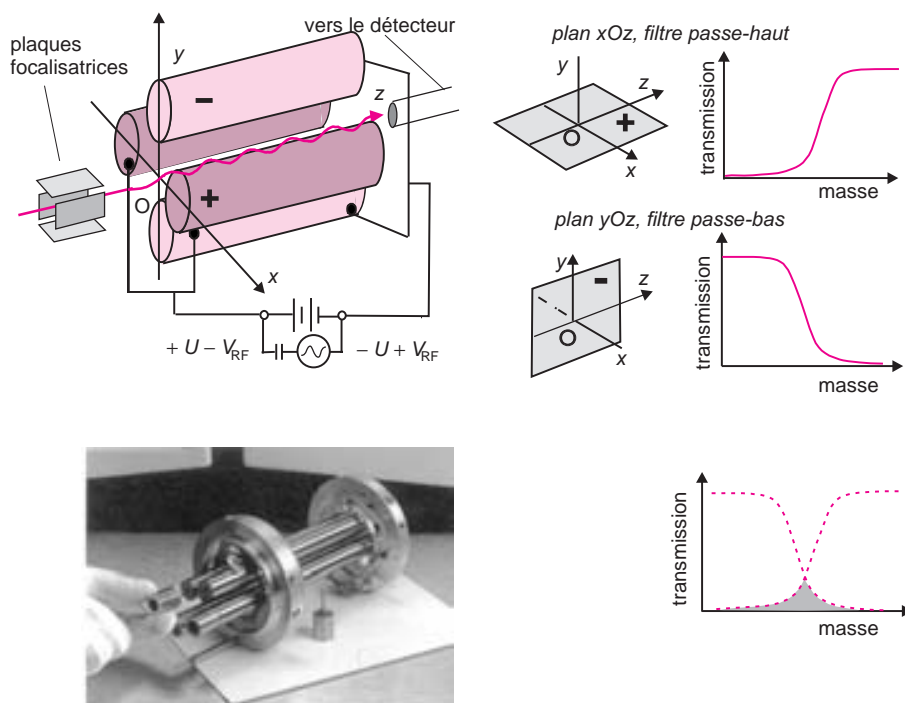 plaques
focalisatrices
y
vers le détecteur
z
−
+
O
x
+ U − V_RF
− U + V_RF
plan xOz, filtre passe-haut
y
z
+
O
x
transmission
masse
plan yOz, filtre passe-bas
y
−
z
O
x
transmission
masse
transmission
masse